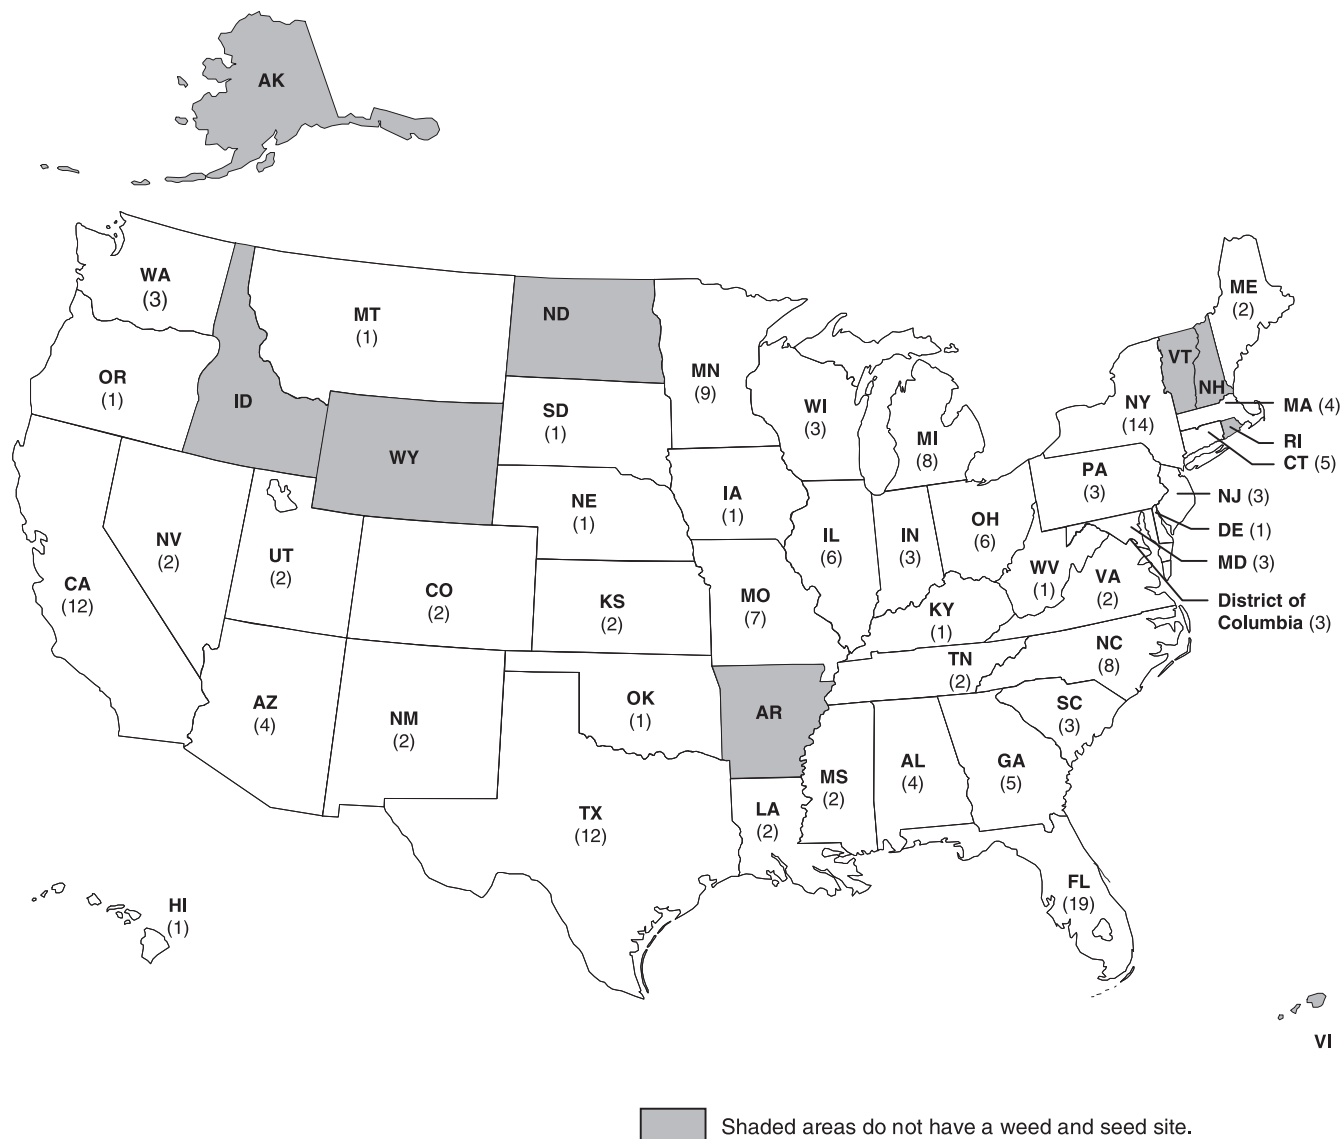 AK
WA
(3)
MT
(1)
ND
MN
(9)
ME
(2)
VT
NH
OR
(1)
ID
SD
(1)
WI
(3)
MI
(8)
NY
(14)
MA (4)
RI
CT (5)
WY
NE
(1)
IA
(1)
PA
(3)
NJ (3)
DE (1)
MD (3)
District of
Columbia (3)
NV
(2)
UT
(2)
CA
(12)
CO
(2)
KS
(2)
MO
(7)
IL
(6)
IN
(3)
OH
(6)
WV
(1)
VA
(2)
KY
(1)
NC
(8)
TN
(2)
AZ
(4)
NM
(2)
OK
(1)
AR
SC
(3)
MS
(2)
AL
(4)
GA
(5)
TX
(12)
LA
(2)
FL
(19)
HI
(1)
VI
Shaded areas do not have a weed and seed site.